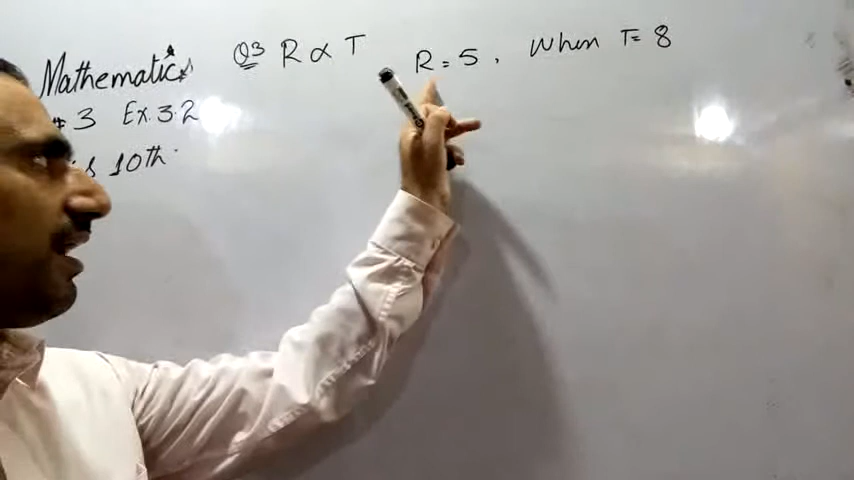 Mathematics
Q3 R ∝ T R = 5, When T = 8
# 3 Ex. 3.2
10th